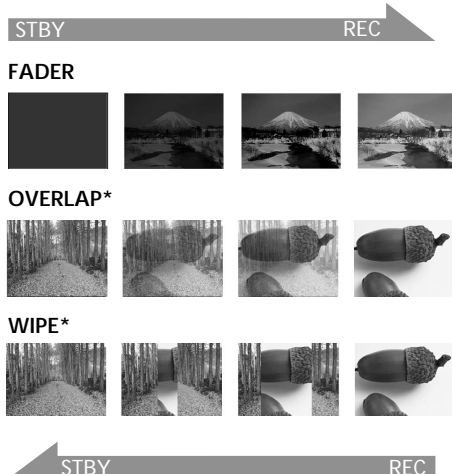 STBY REC
FADER
OVERLAP*
WIPE*
STBY REC